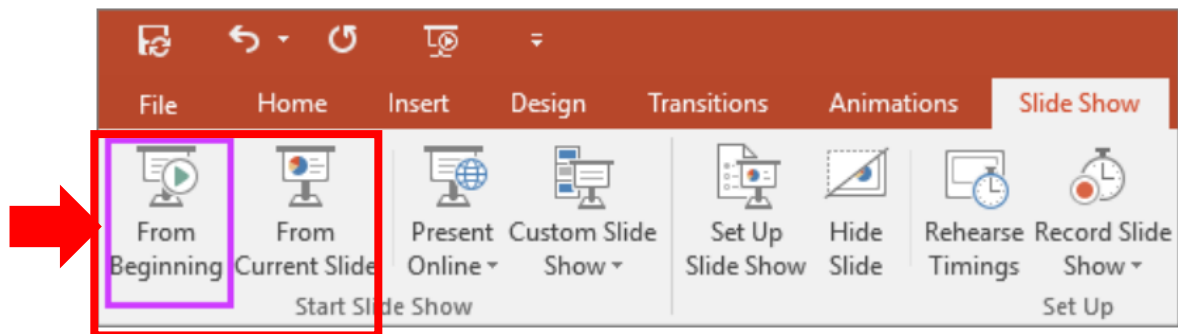 File Home Insert Design Transitions Animations Slide Show
From From Present Custom Slide Set Up Hide Rehearse Record Slide
Beginning Current Slide Online Show Slide Show Slide Timings Show
Start Slide Show Set Up